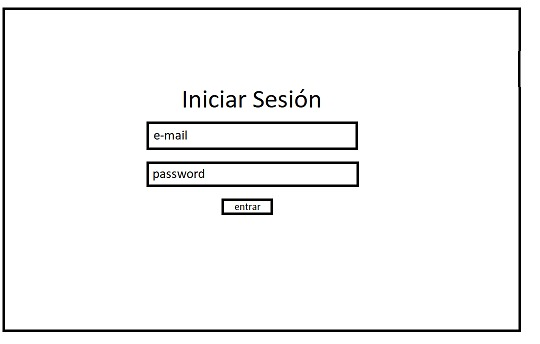 Iniciar Sesión
e-mail
password
entrar